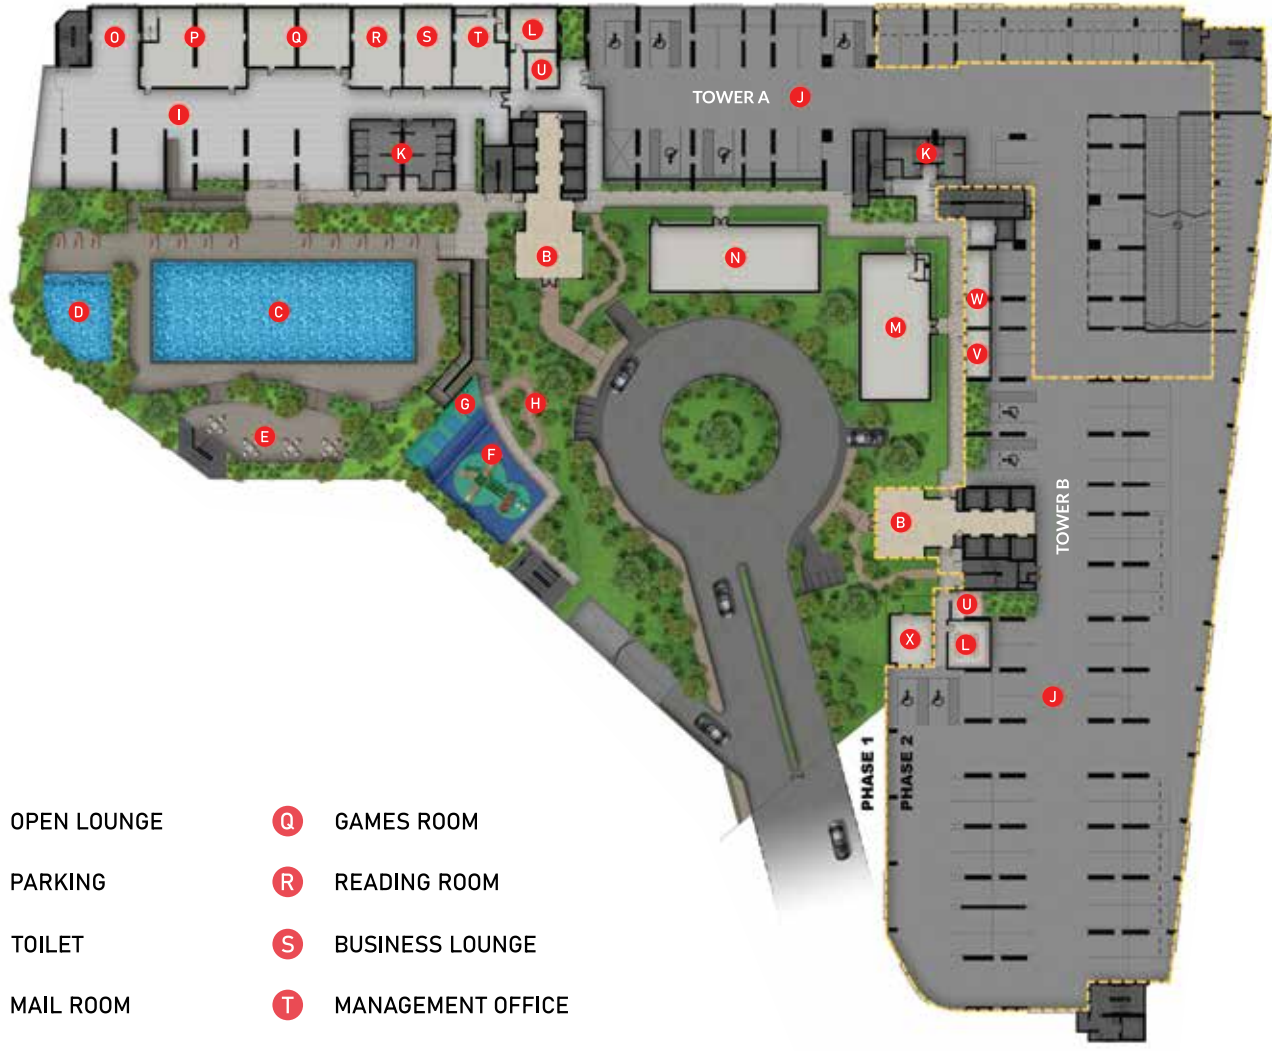 O P Q R S T L
U
TOWER A J
I
K K
B N
D C W
M
V
G H
E F
B TOWER B
U
X L
J
PHASE 1
PHASE 2
OPEN LOUNGE Q GAMES ROOM
PARKING R READING ROOM
TOILET S BUSINESS LOUNGE
MAIL ROOM T MANAGEMENT OFFICE